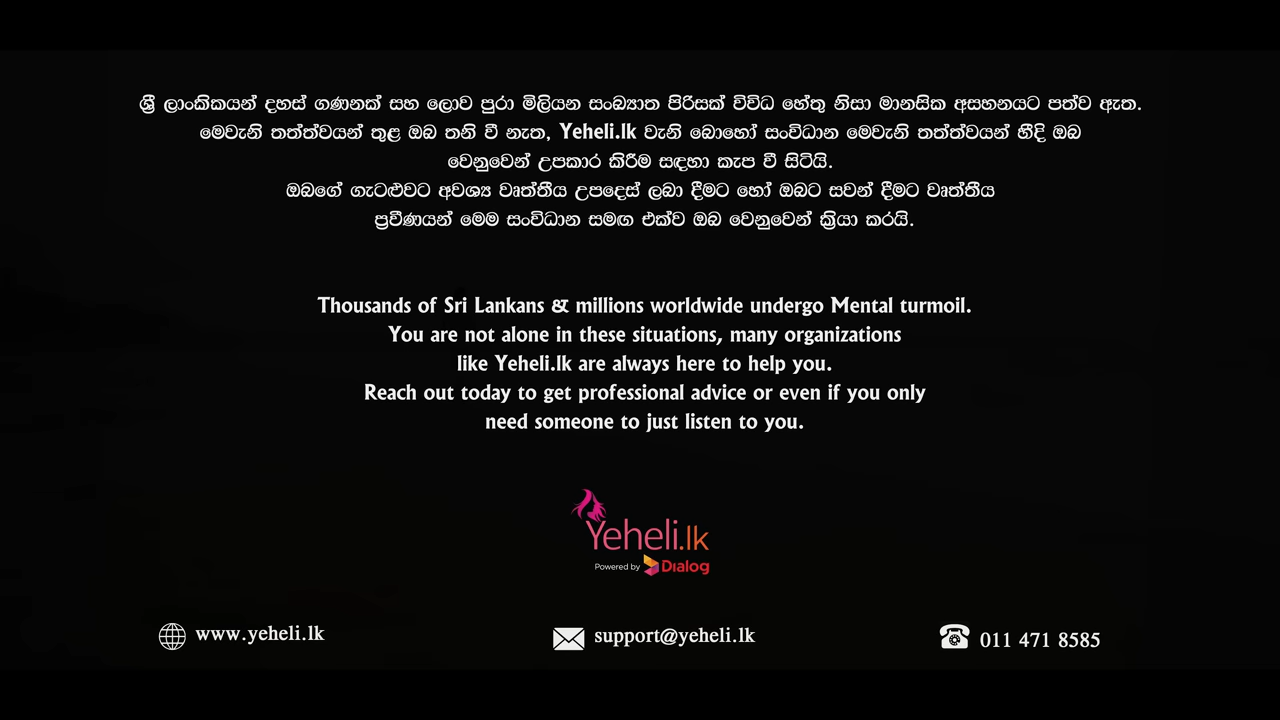 ශ්‍රී ලාංකිකයන් දහස් ගණනක් සහ ලොව පුරා මිලියන සංඛ්‍යාත පිරිසක් විවිධ හේතු නිසා මානසික අසහනයට පත්ව ඇත.
මෙවැනි තත්ත්වයන් තුළ ඔබ තනි වී නැත, Yeheli.lk වැනි බොහෝ සංවිධාන මෙවැනි තත්ත්වයන් හීදි ඔබ
වෙනුවෙන් උපකාර කිරීම සඳහා කැප වී සිටියි.
ඔබගේ ගැටළුවට අවශ්‍ය වෘත්තීය උපදෙස් ලබා දීමට හෝ ඔබට සවන් දීමට වෘත්තීය
ප්‍රවීණයන් මෙම සංවිධාන සමඟ එක්ව ඔබ වෙනුවෙන් ක්‍රියා කරයි.
Thousands of Sri Lankans & millions worldwide undergo Mental turmoil.
You are not alone in these situations, many organizations
like Yeheli.lk are always here to help you.
Reach out today to get professional advice or even if you only
need someone to just listen to you.
Yeheli.lk
Powered by Dialog
www.yeheli.lk
support@yeheli.lk
011 471 8585